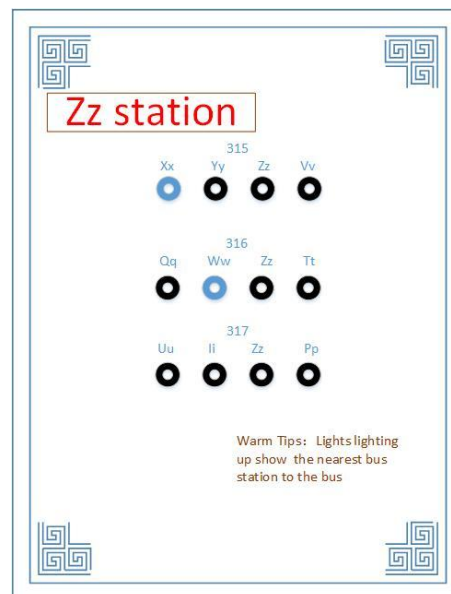 Zz station
315
Xx Yy Zz Vv
316
Qq Ww Zz Tt
317
Uu Ii Zz Pp
Warm Tips: Lights lighting
up show the nearest bus
station to the bus